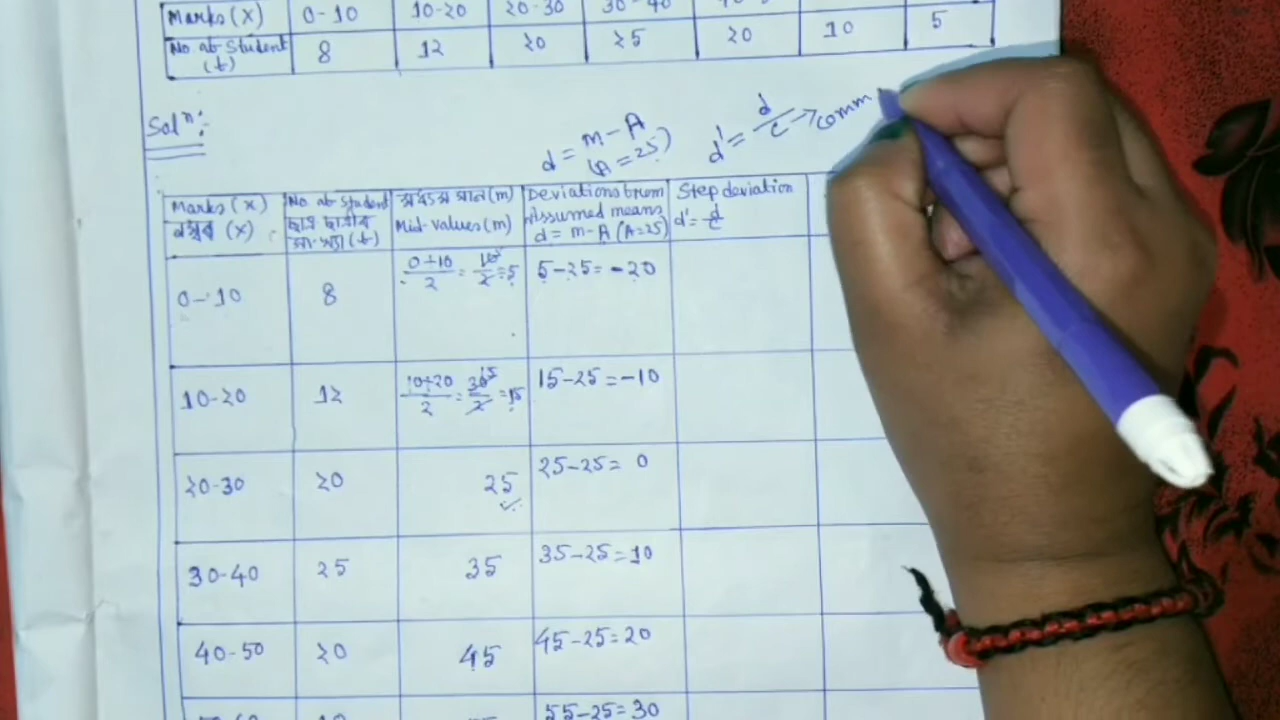 Marks (x) 0-10 10-20 20-30 30-40
No ab Student (t) 8 12 20 25 20 10 5
Solⁿ:
d = m - A
(A = 25)
d' = d/c → comm
Marks (x) No. ab Student Mid-values (m) Deviations from Assumed means d = m-A (A=25) Step deviation d' = d/c
নম্বর (x) ছাত্র ছাত্রীর (t) মান (m)
0-10 8 0+10/2 = 10/2 = 5 5-25 = -20
10-20 12 10+20/2 = 30/2 = 15 15-25 = -10
20-30 20 25 25-25 = 0
30-40 25 35 35-25 = 10
40-50 20 45 45-25 = 20
55-25 = 30